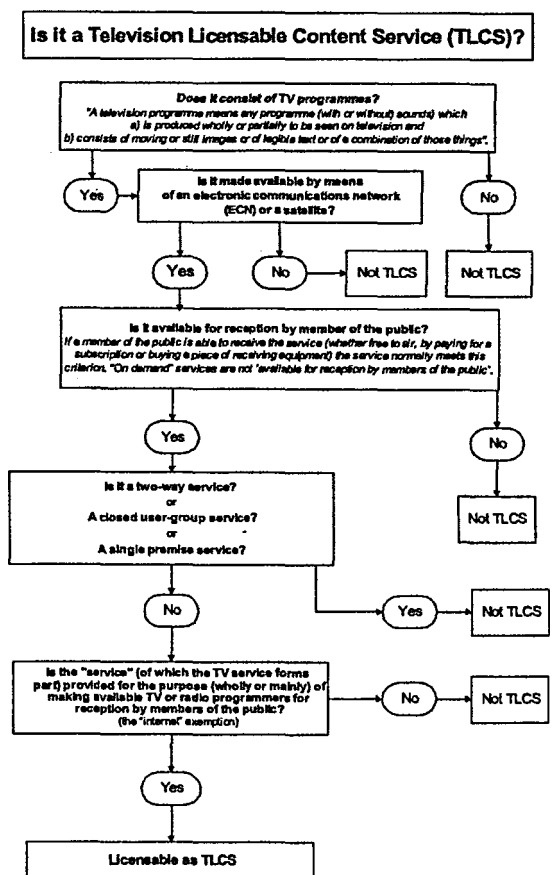 Is it a Television Licensable Content Service (TLCS)?
Does it consist of TV programmes?
"A television programme means any programme (with or without) sounds) which
a) is produced wholly or partially to be seen on television and
b) consists of moving or still images or of legible text or of a combination of those things".
Yes
Is it made available by means
of an electronic communications network
(ECN) or a satellite?
No
Yes
No
Not TLCS
Not TLCS
Is it available for reception by member of the public?
If a member of the public is able to receive the service (whether free to air, by paying for a
subscription or buying a piece of receiving equipment) the service normally meets this
criterion. "On demand" services are not 'available for reception by members of the public'.
Yes
No
Is it a two-way service?
or
A closed user-group service?
or
A single premise service?
Not TLCS
No
Yes
Not TLCS
Is the "service" (of which the TV service forms
part) provided for the purpose (wholly or mainly) of
making available TV or radio programmers for
reception by members of the public?
(the "internet" exemption)
No
Not TLCS
Yes
Licensable as TLCS